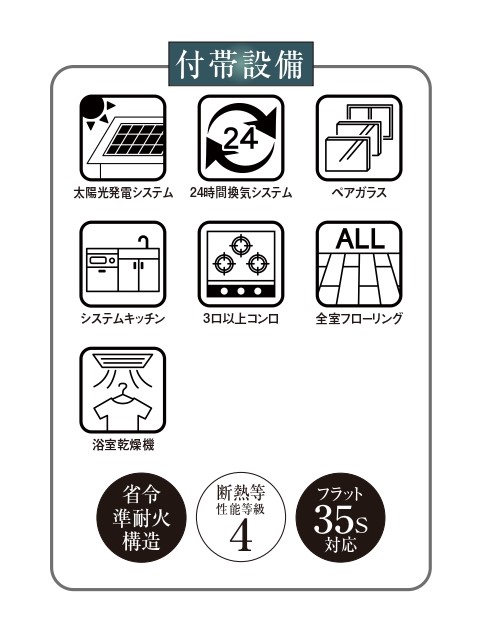 付帯設備
24
太陽光発電システム
24時間換気システム
ペアガラス
ALL
システムキッチン
3口以上コンロ
全室フローリング
浴室乾燥機
省令
準耐火
構造
断熱等
性能等級
4
フラット
35S
対応